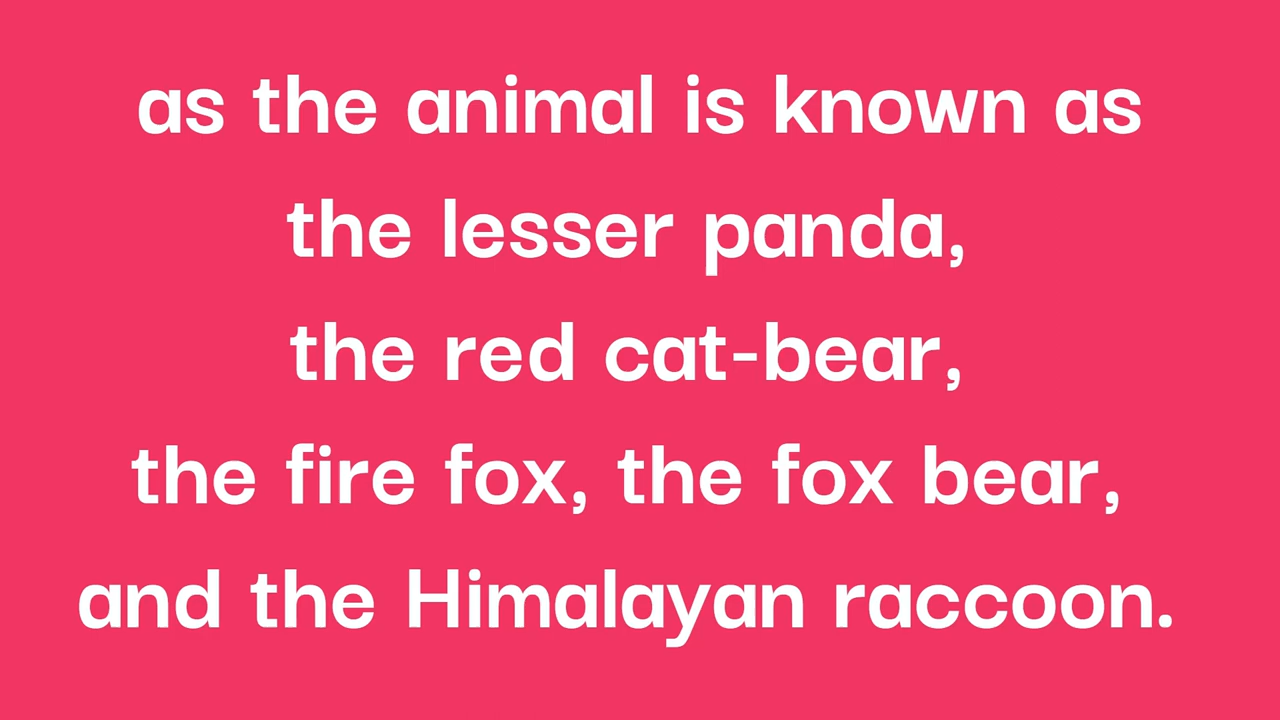 as the animal is known as
the lesser panda,
the red cat-bear,
the fire fox, the fox bear,
and the Himalayan raccoon.